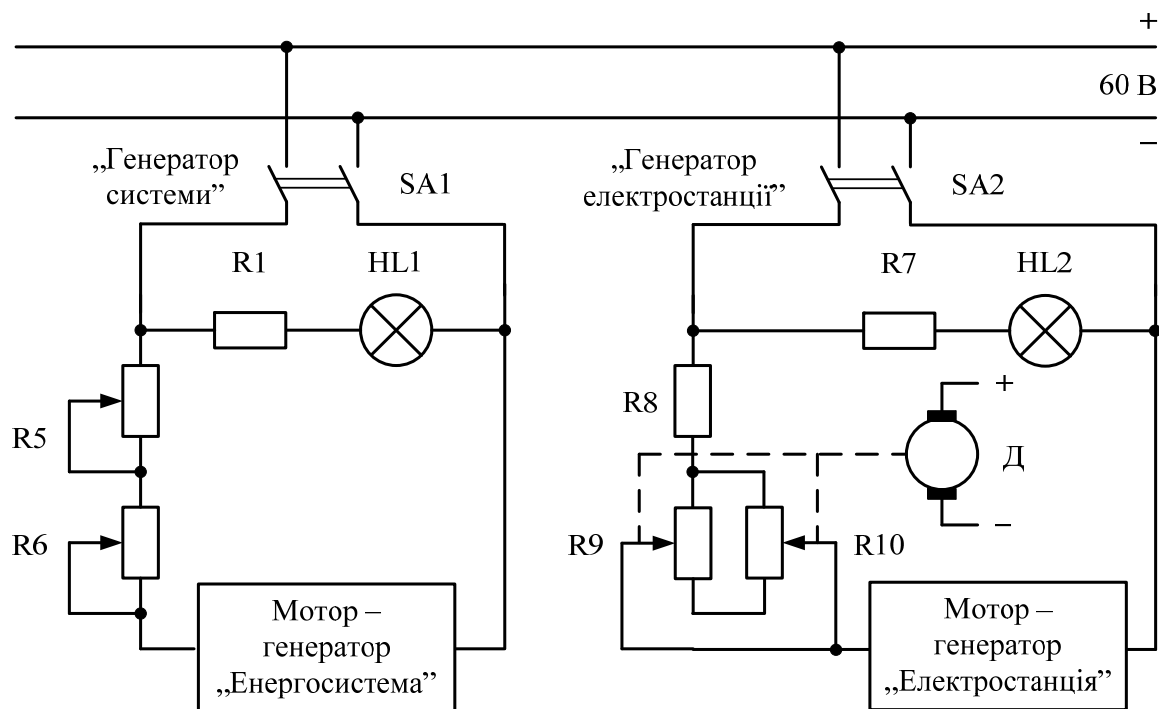 +
60 В
−
„Генератор
системи”
SA1
„Генератор
електростанції”
SA2
R1
HL1
R7
HL2
R5
R8
+
Д
−
R6
R9
R10
Мотор –
генератор
„Енергосистема”
Мотор –
генератор
„Електростанція”